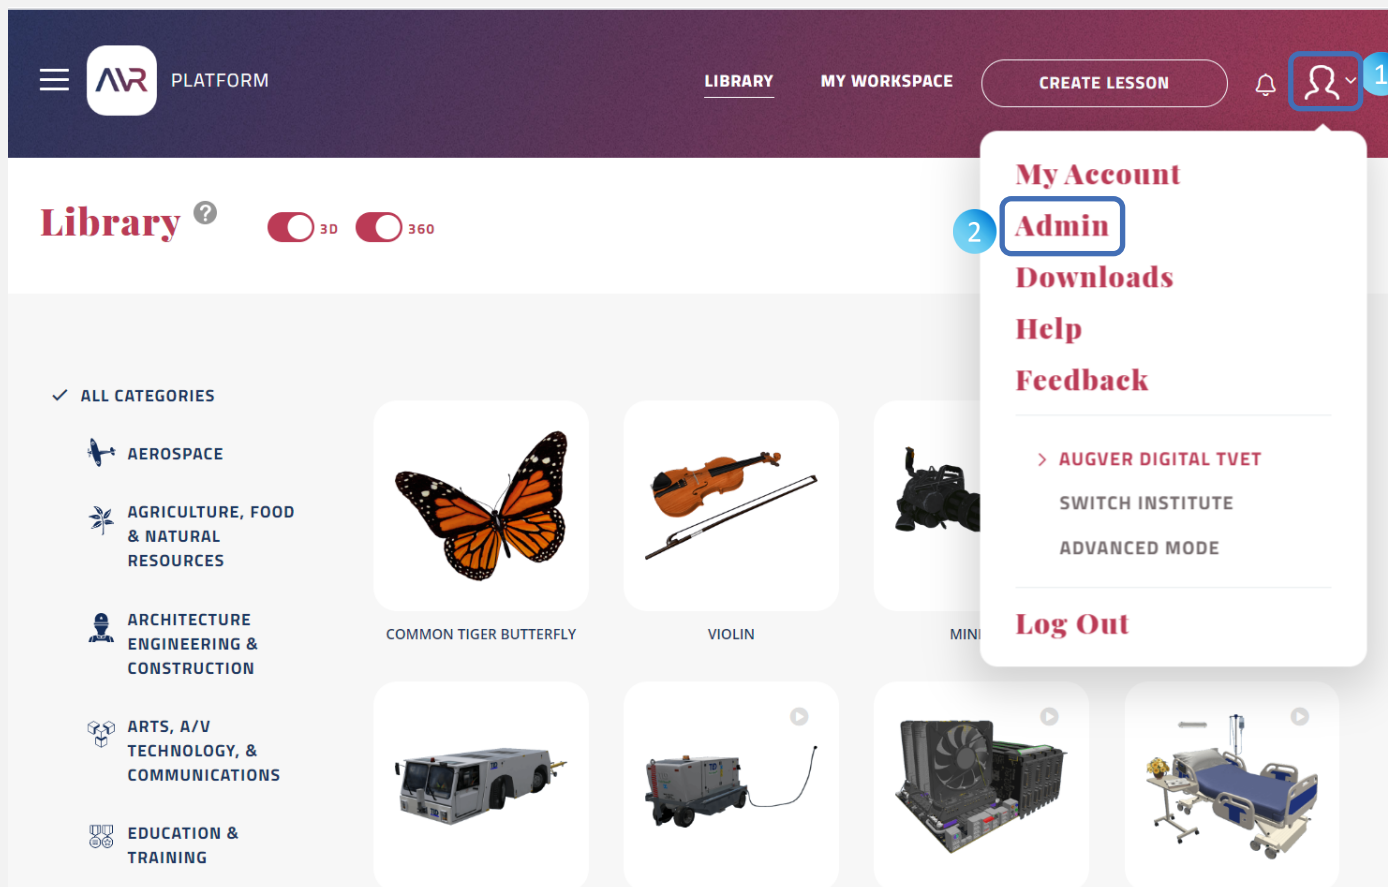 AVR PLATFORM
LIBRARY
MY WORKSPACE
CREATE LESSON
1
My Account
2
Admin
Downloads
Help
Feedback
AUGVER DIGITAL TVET
SWITCH INSTITUTE
ADVANCED MODE
Log Out
Library ?
3D
360
ALL CATEGORIES
AEROSPACE
AGRICULTURE, FOOD
& NATURAL
RESOURCES
ARCHITECTURE
ENGINEERING &
CONSTRUCTION
ARTS, A/V
TECHNOLOGY, &
COMMUNICATIONS
EDUCATION &
TRAINING
COMMON TIGER BUTTERFLY
VIOLIN
MINI